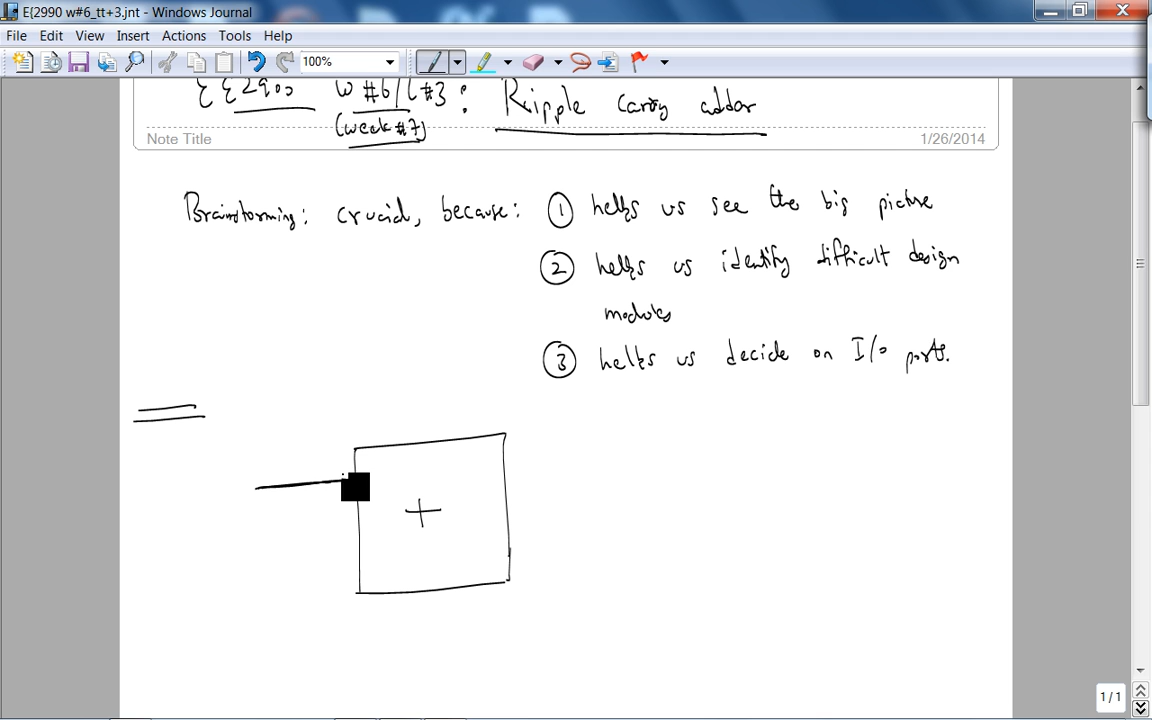 E{2990 w#6_tt+3.jnt - Windows Journal
File Edit View Insert Actions Tools Help
100%
EE2900 W #6/L#3: Ripple carry adder
(week #7)
Note Title 1/26/2014
Brainstorming: crucial, because: ① helps us see the big picture
② helps us identify difficult design
modules
③ helps us decide on I/o ports.
+
1 / 1